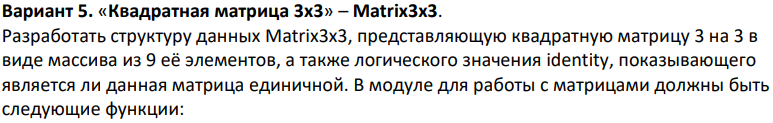 Вариант 5. «Квадратная матрица 3x3» – Matrix3x3.
Разработать структуру данных Matrix3x3, представляющую квадратную матрицу 3 на 3 в
виде массива из 9 её элементов, а также логического значения identity, показывающего
является ли данная матрица единичной. В модуле для работы с матрицами должны быть
следующие функции: